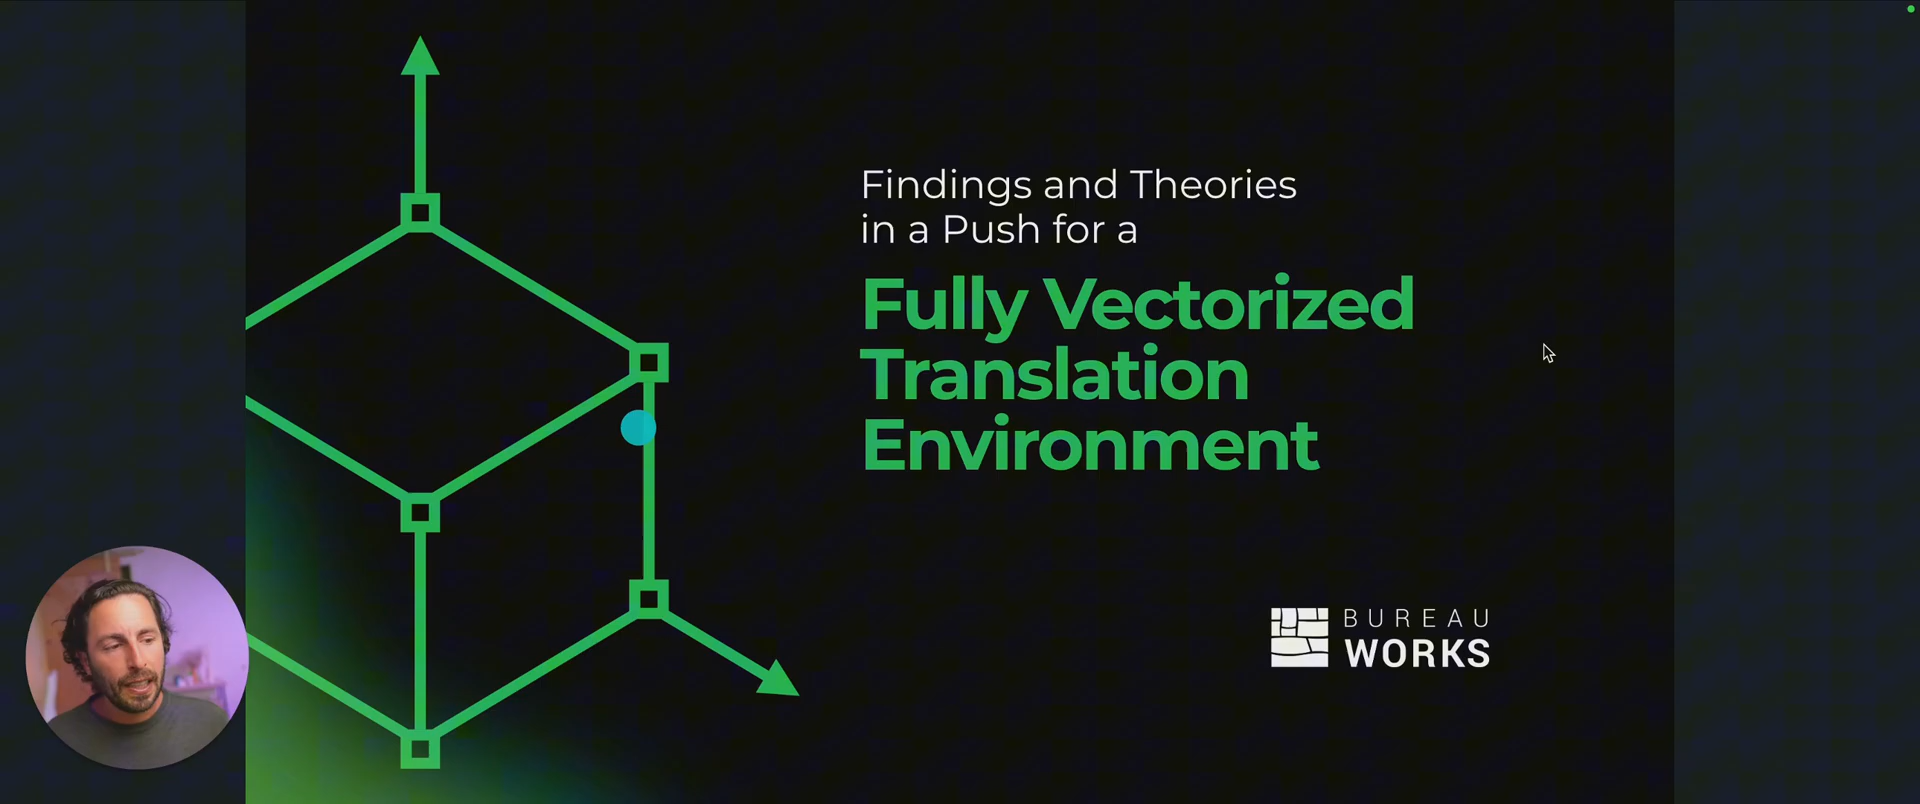 Findings and Theories
in a Push for a
Fully Vectorized
Translation
Environment
BUREAU
WORKS